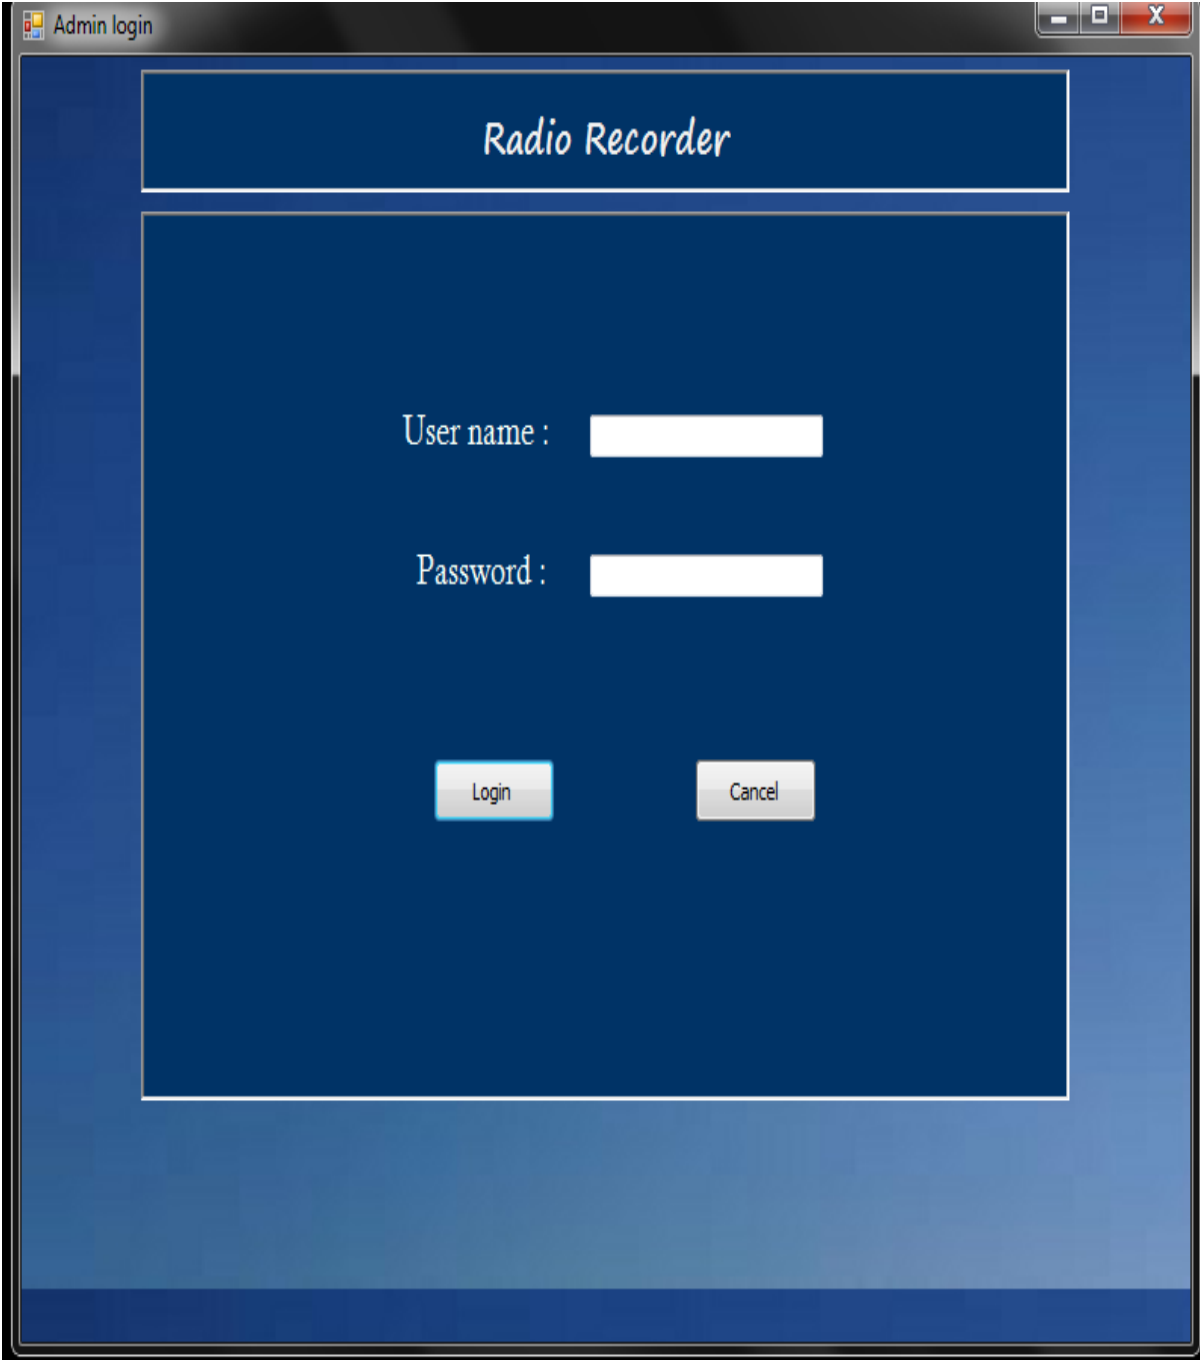 Admin login
Radio Recorder
User name :
Password :
Login
Cancel